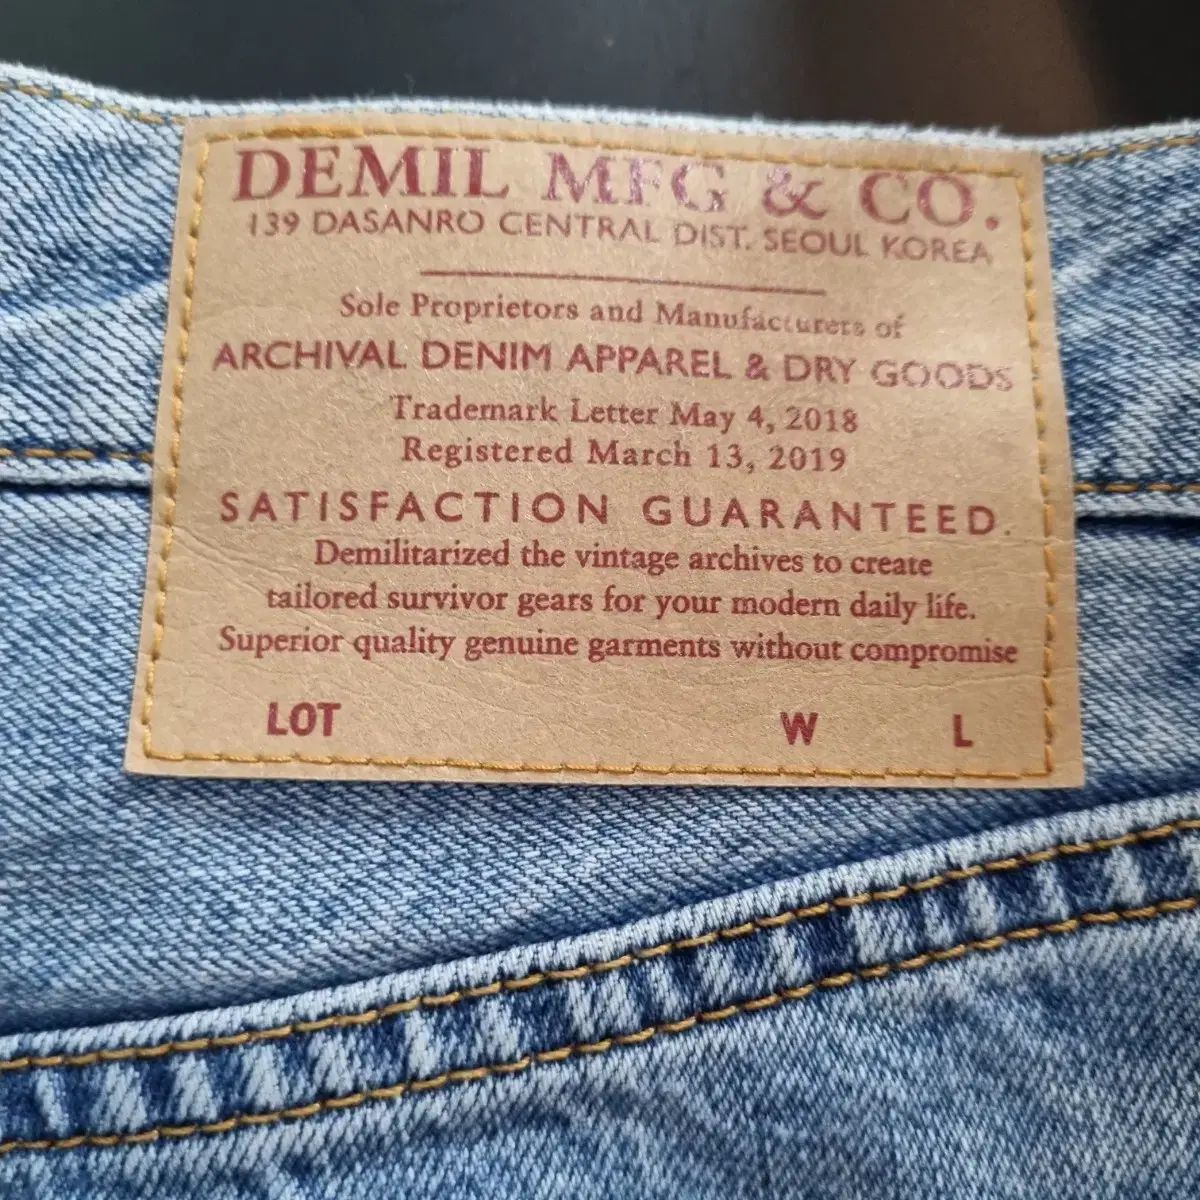 DEMIL MFG & CO.
139 DASANRO CENTRAL DIST. SEOUL KOREA
Sole Proprietors and Manufacturers of
ARCHIVAL DENIM APPAREL & DRY GOODS
Trademark Letter May 4, 2018
Registered March 13, 2019
SATISFACTION GUARANTEED.
Demilitarized the vintage archives to create
tailored survivor gears for your modern daily life.
Superior quality genuine garments without compromise
LOT W L